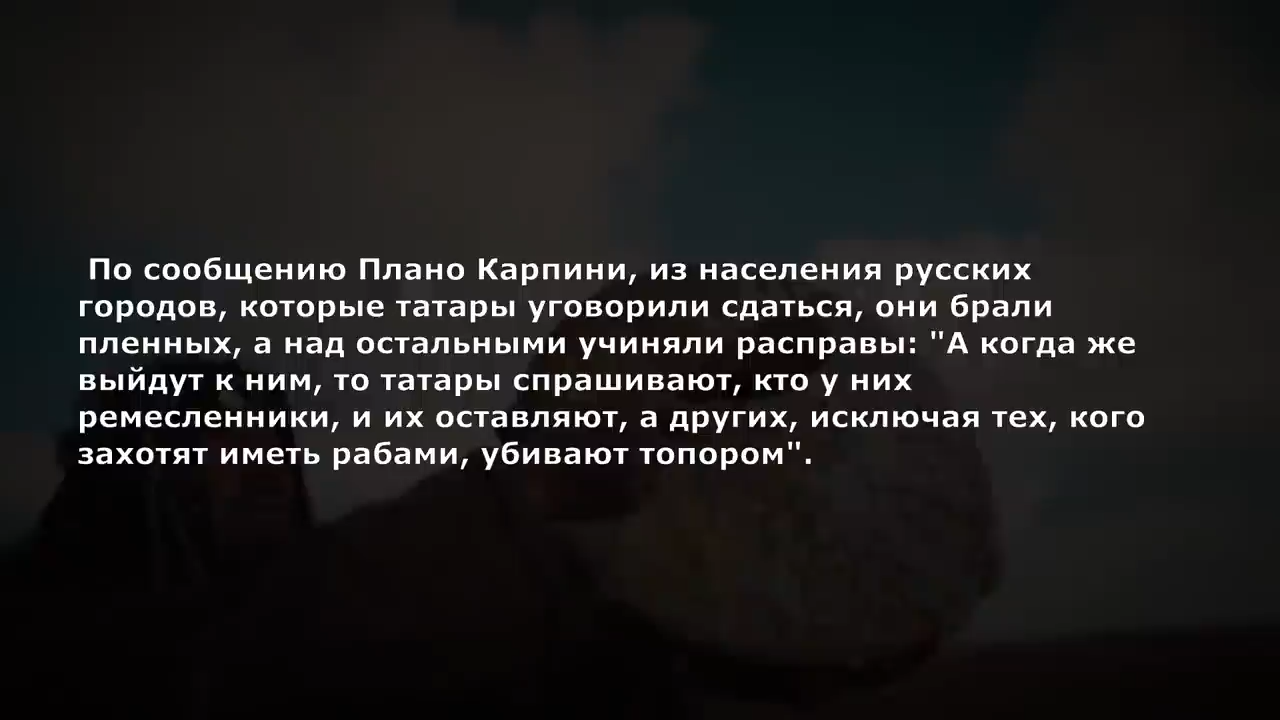 По сообщению Плано Карпини, из населения русских
городов, которые татары уговорили сдаться, они брали
пленных, а над остальными учиняли расправы: "А когда же
выйдут к ним, то татары спрашивают, кто у них
ремесленники, и их оставляют, а других, исключая тех, кого
захотят иметь рабами, убивают топором".